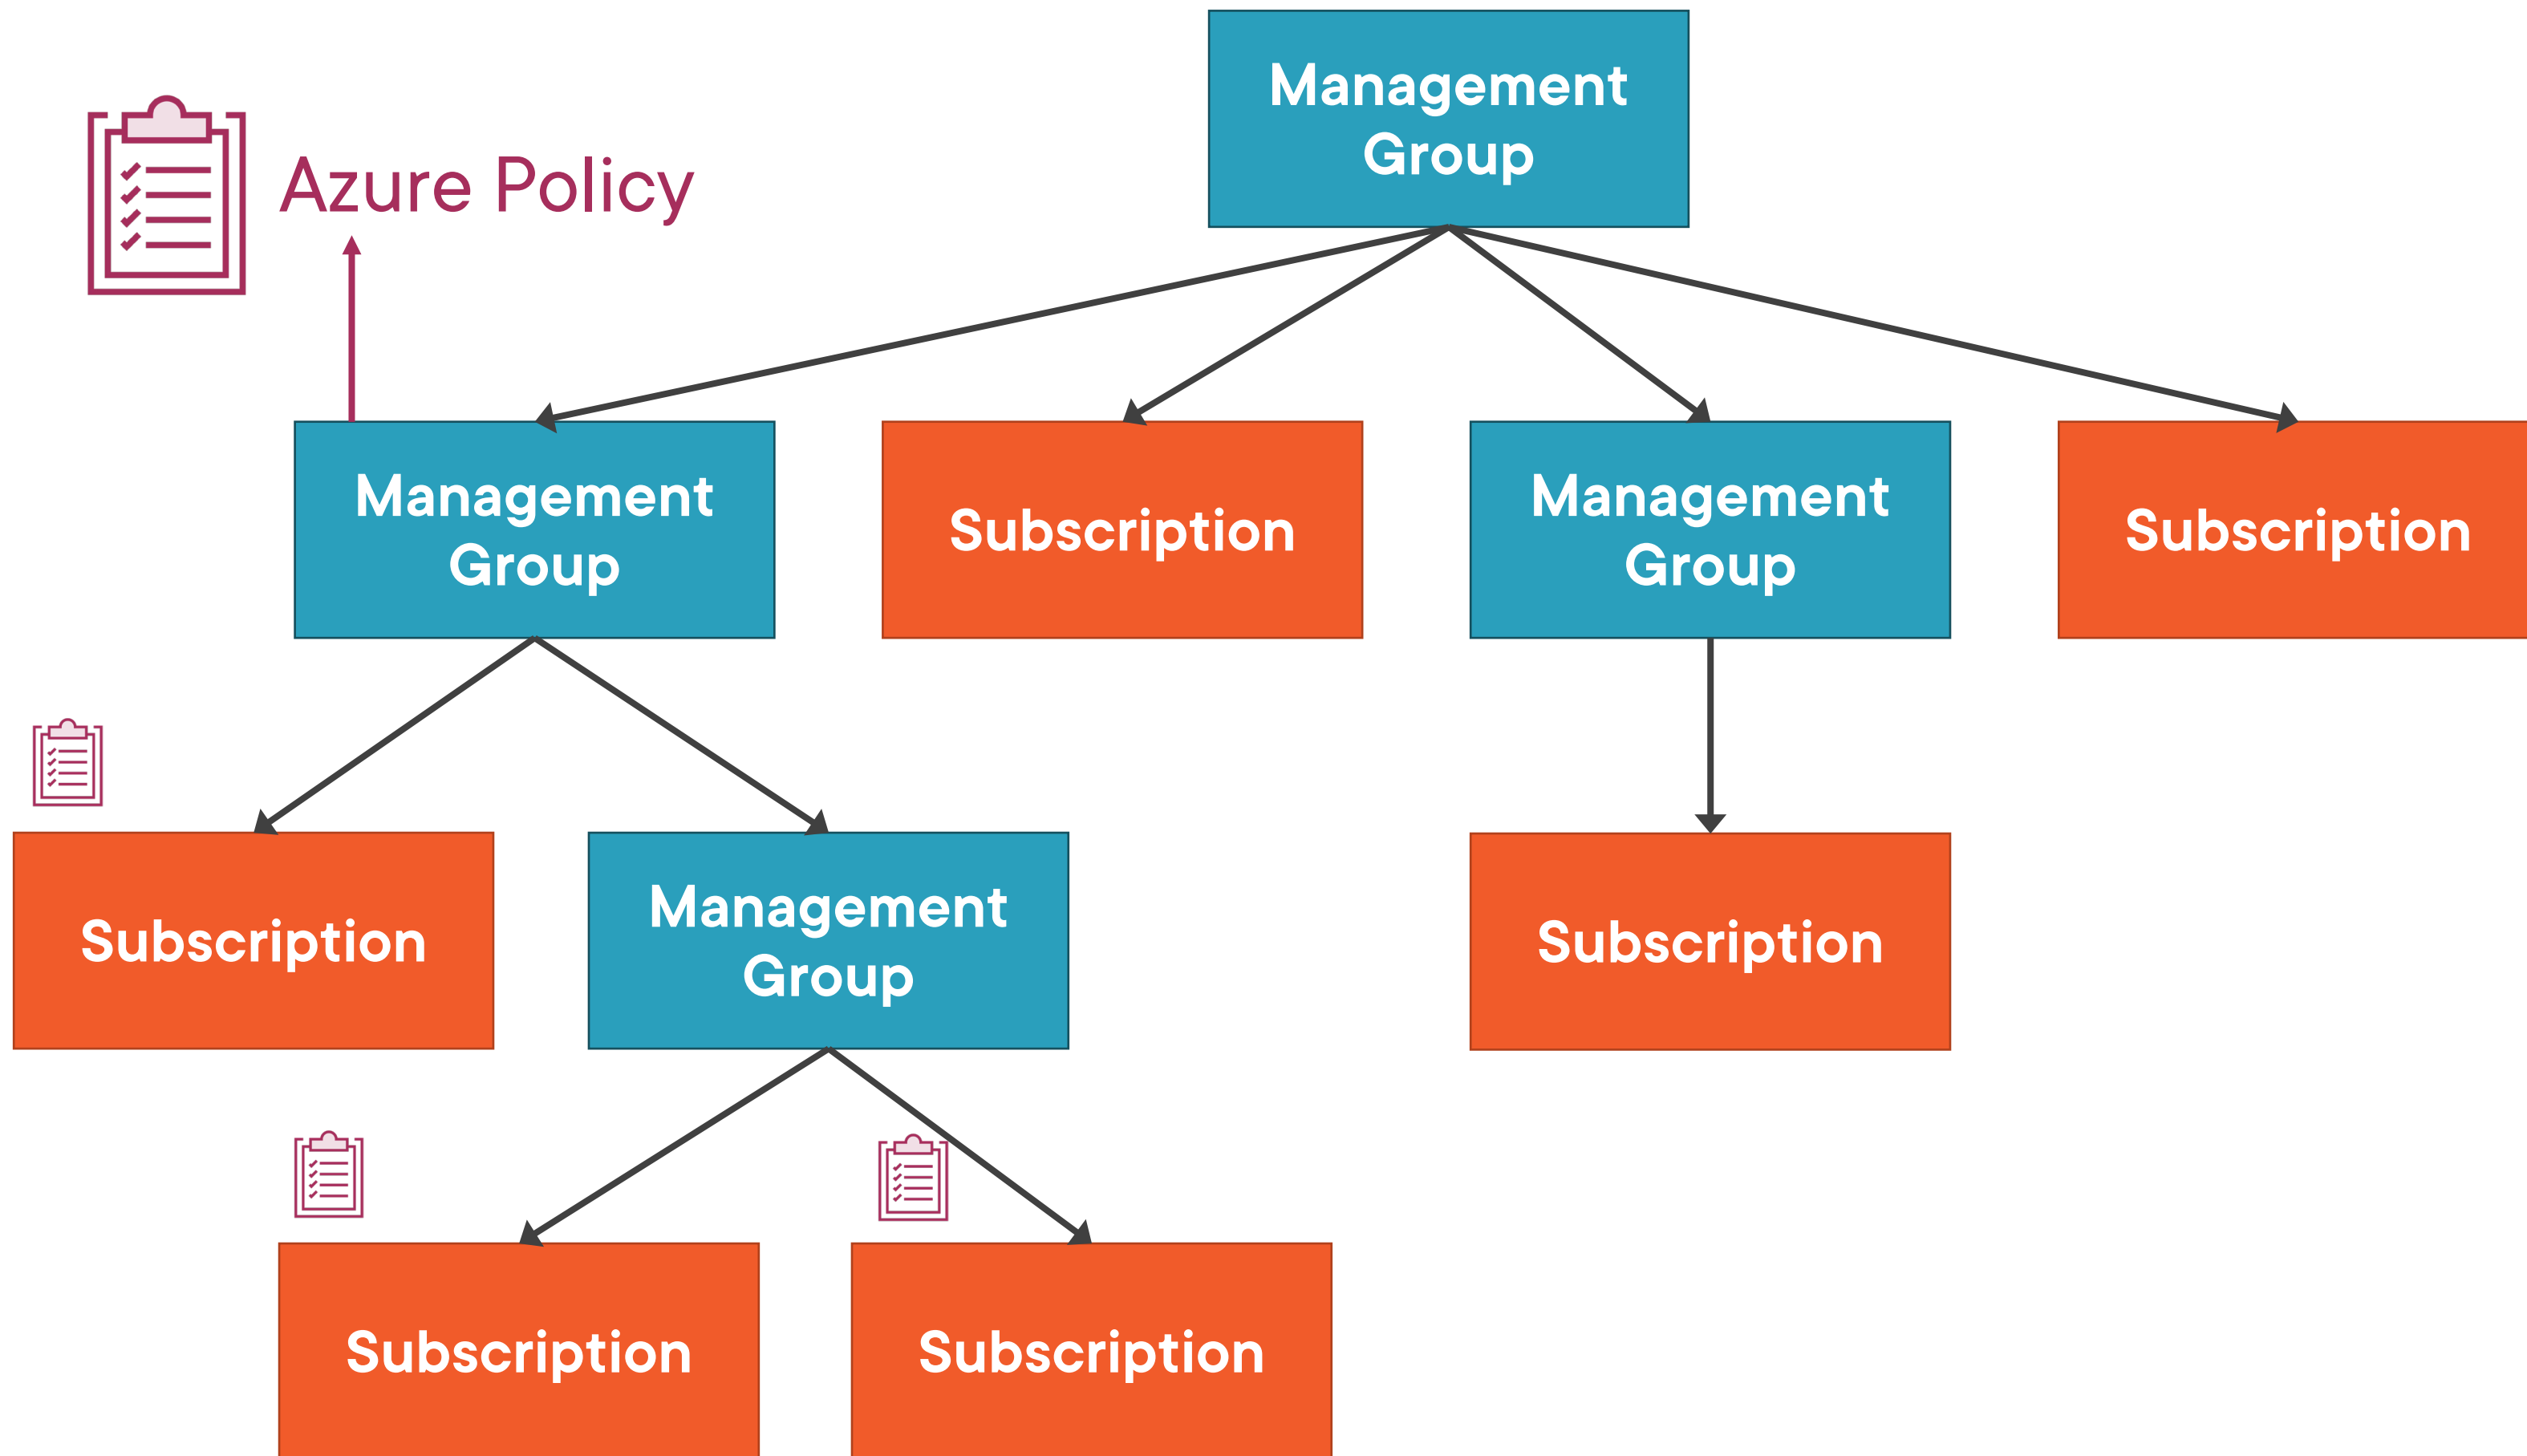 Management
Group
Azure Policy
Management
Group
Subscription
Management
Group
Subscription
Subscription
Management
Group
Subscription
Subscription
Subscription